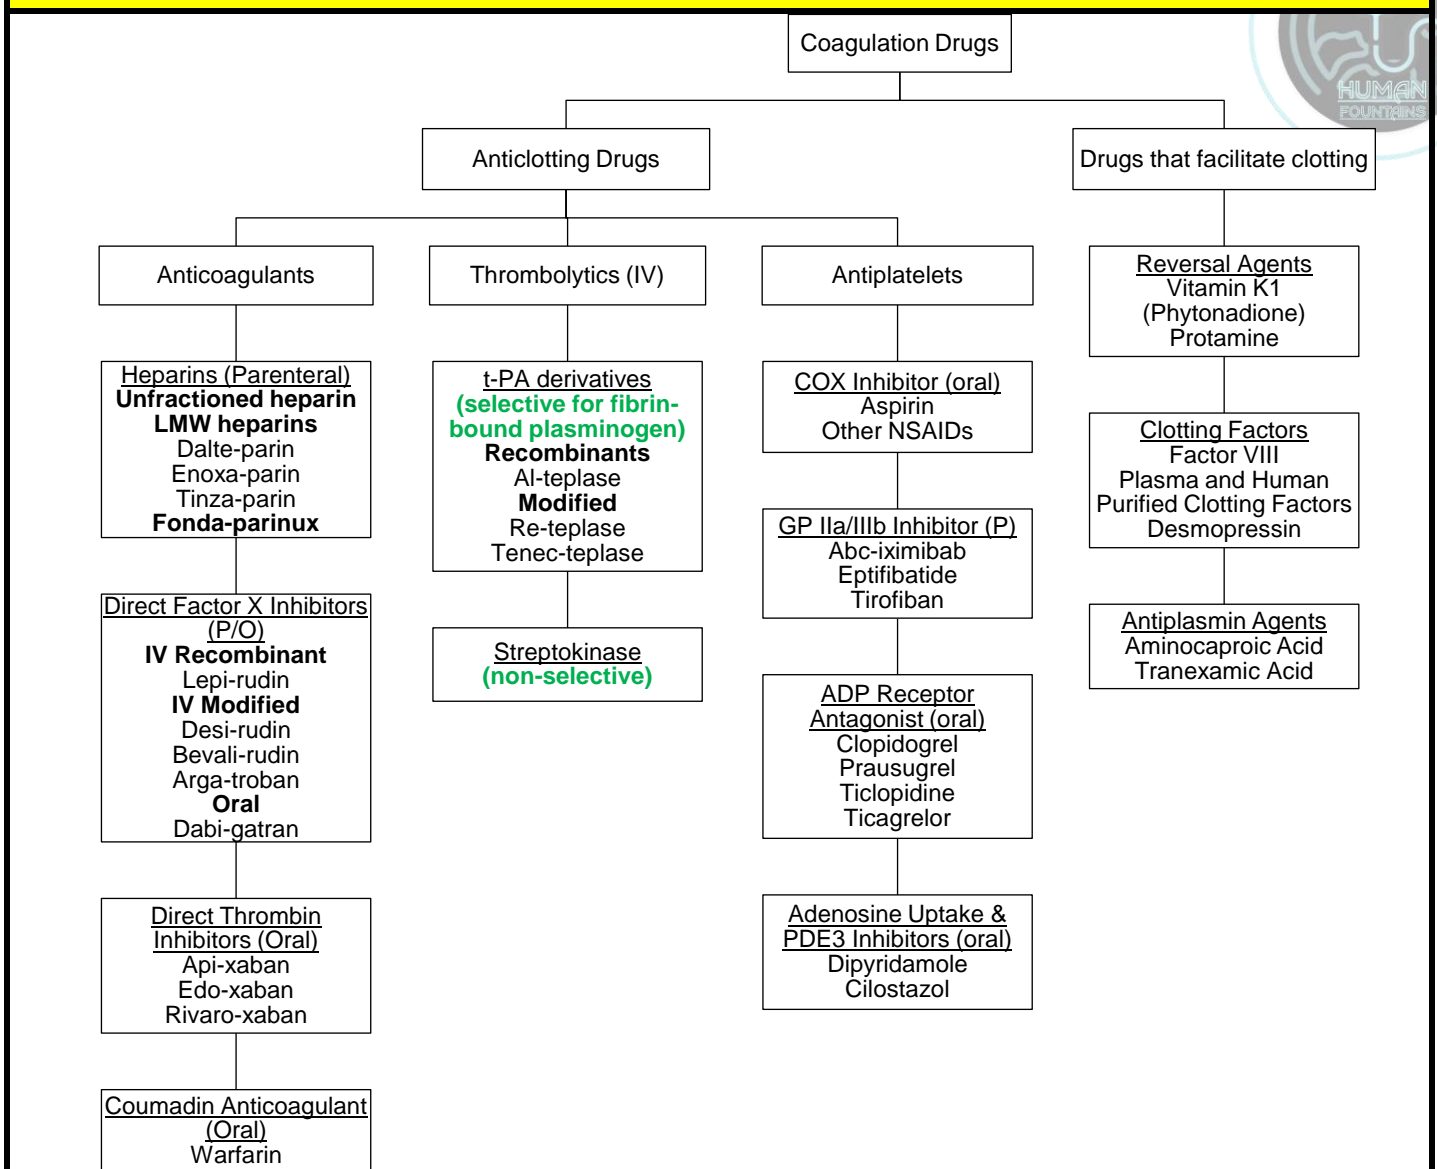 Coagulation Drugs
HUMAN
FOUNTAINS
Anticlotting Drugs
Drugs that facilitate clotting
Anticoagulants
Thrombolytics (IV)
Antiplatelets
Reversal Agents
Vitamin K1
(Phytonadione)
Protamine
Heparins (Parenteral)
Unfractioned heparin
LMW heparins
Dalte-parin
Enoxa-parin
Tinza-parin
Fonda-parinux
t-PA derivatives
(selective for fibrin-
bound plasminogen)
Recombinants
Al-teplase
Modified
Re-teplase
Tenec-teplase
COX Inhibitor (oral)
Aspirin
Other NSAIDs
Clotting Factors
Factor VIII
Plasma and Human
Purified Clotting Factors
Desmopressin
GP IIa/IIIb Inhibitor (P)
Abc-iximibab
Eptifibatide
Tirofiban
Direct Factor X Inhibitors
(P/O)
IV Recombinant
Lepi-rudin
IV Modified
Desi-rudin
Bevali-rudin
Arga-troban
Oral
Dabi-gatran
Streptokinase
(non-selective)
Antiplasmin Agents
Aminocaproic Acid
Tranexamic Acid
ADP Receptor
Antagonist (oral)
Clopidogrel
Prausugrel
Ticlopidine
Ticagrelor
Direct Thrombin
Inhibitors (Oral)
Api-xaban
Edo-xaban
Rivaro-xaban
Adenosine Uptake &
PDE3 Inhibitors (oral)
Dipyridamole
Cilostazol
Coumadin Anticoagulant
(Oral)
Warfarin